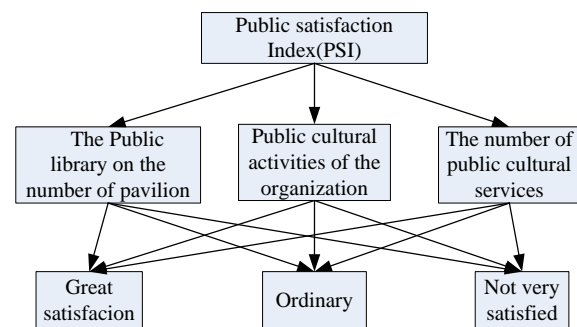 Public satisfaction
Index(PSI)
The Public
library on the
number of pavilion
Public cultural
activities of the
organization
The number of
public cultural
services
Great
satisfacion
Ordinary
Not very
satisfied